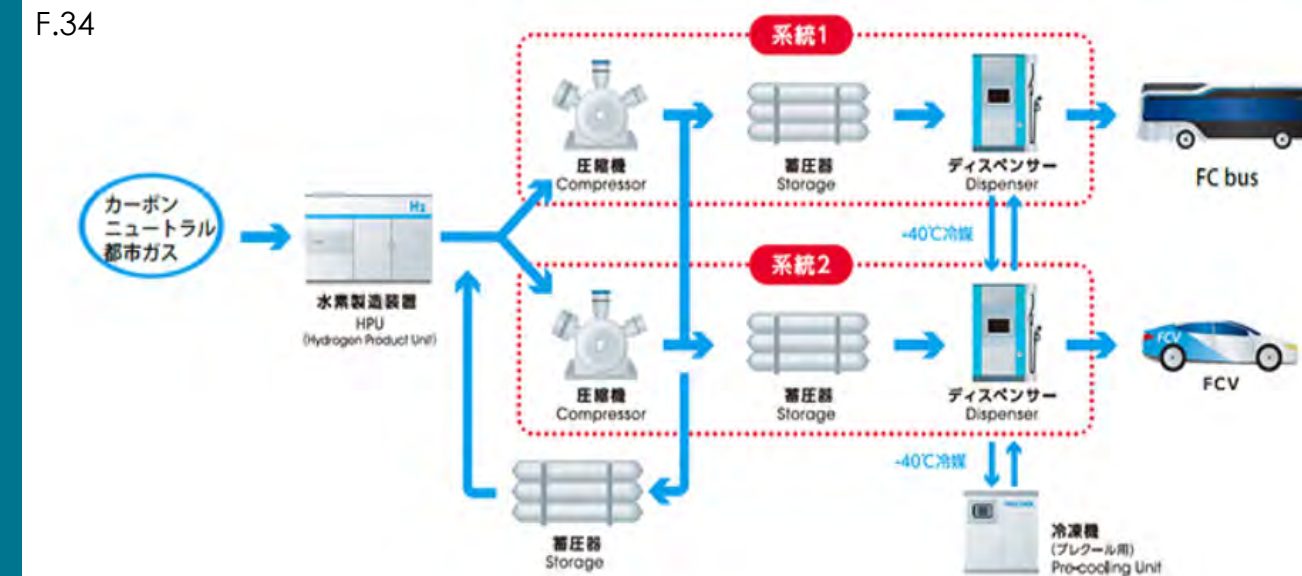 F.34
系統1
圧縮機
Compressor
蓄圧器
Storage
ディスペンサー
Dispenser
FC bus
カーボン
ニュートラル
都市ガス
H2
水素製造装置
HPU
(Hydrogen Product Unit)
-40℃冷媒
系統2
圧縮機
Compressor
蓄圧器
Storage
ディスペンサー
Dispenser
FCV
FCV
-40℃冷媒
蓄圧器
Storage
冷凍機
(プレクール用)
Pre-cooling Unit